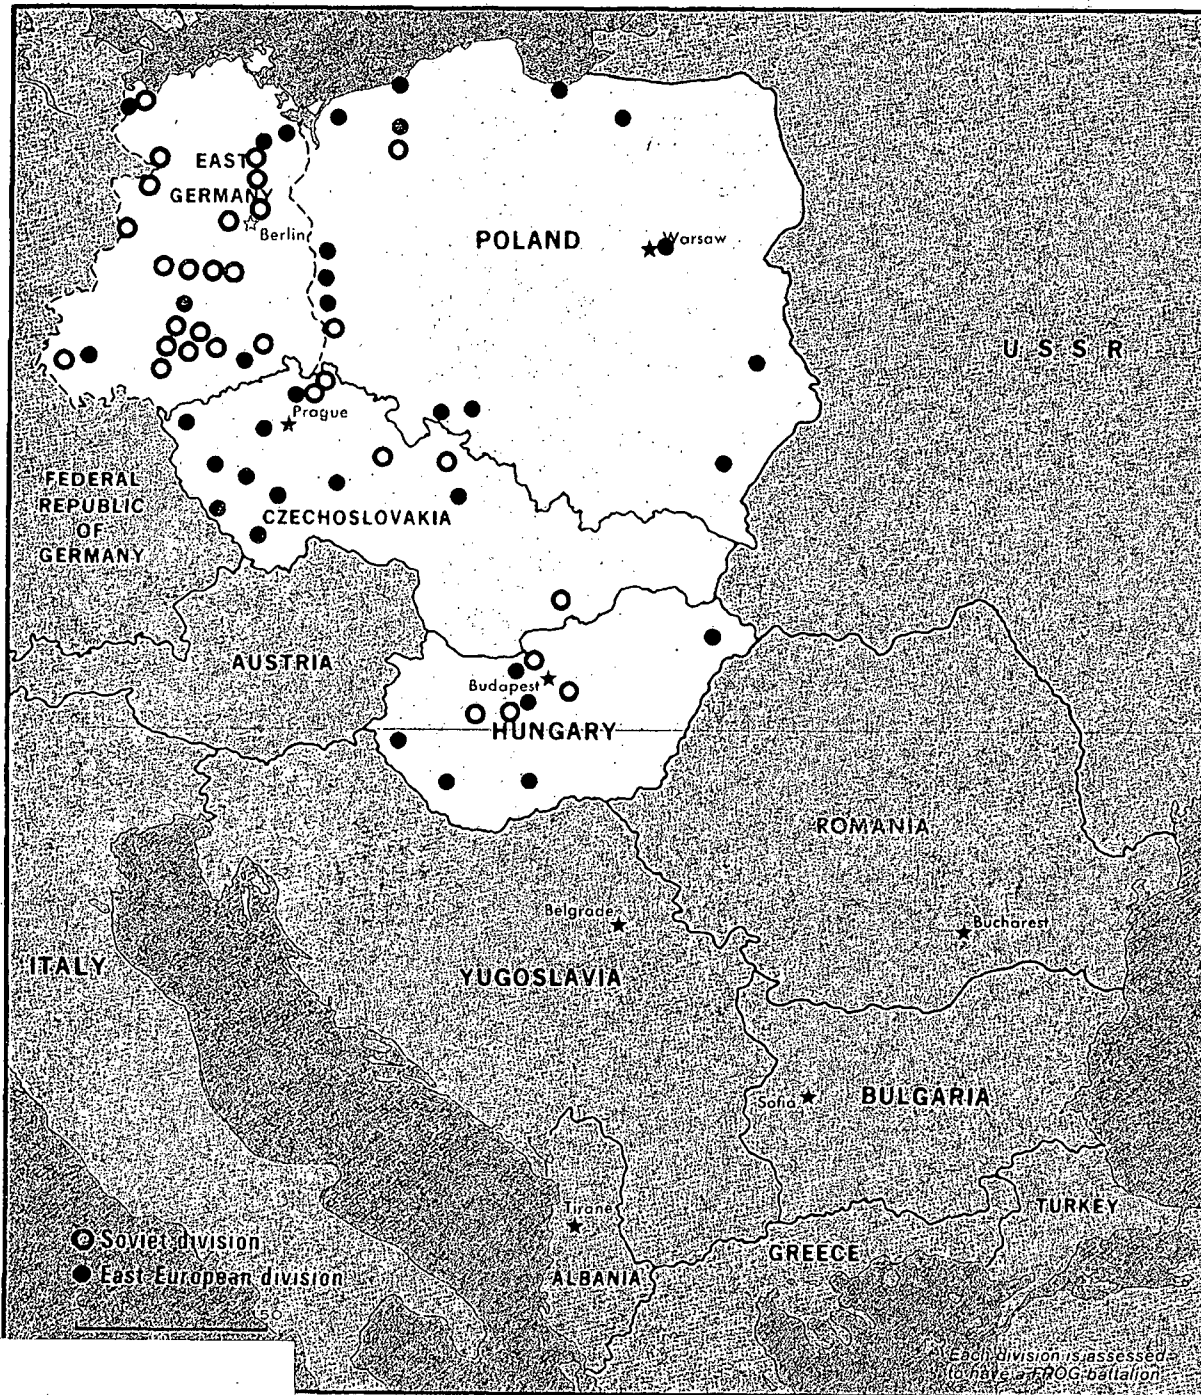 EAST
GERMANY
Berlin
POLAND
Warsaw
U S S R
Prague
FEDERAL
REPUBLIC
OF
GERMANY
CZECHOSLOVAKIA
AUSTRIA
Budapest
HUNGARY
ROMANIA
Belgrade
Bucharest
ITALY
YUGOSLAVIA
Sofia
BULGARIA
Tirane
TURKEY
GREECE
ALBANIA
Soviet division
East European division
Each division is assessed
to have a FROG battalion